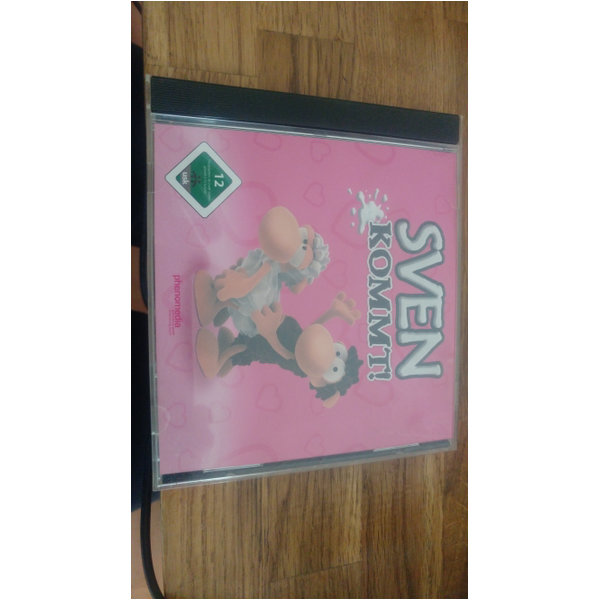 SVEN
KOMMT!
phenomedia
12
usk